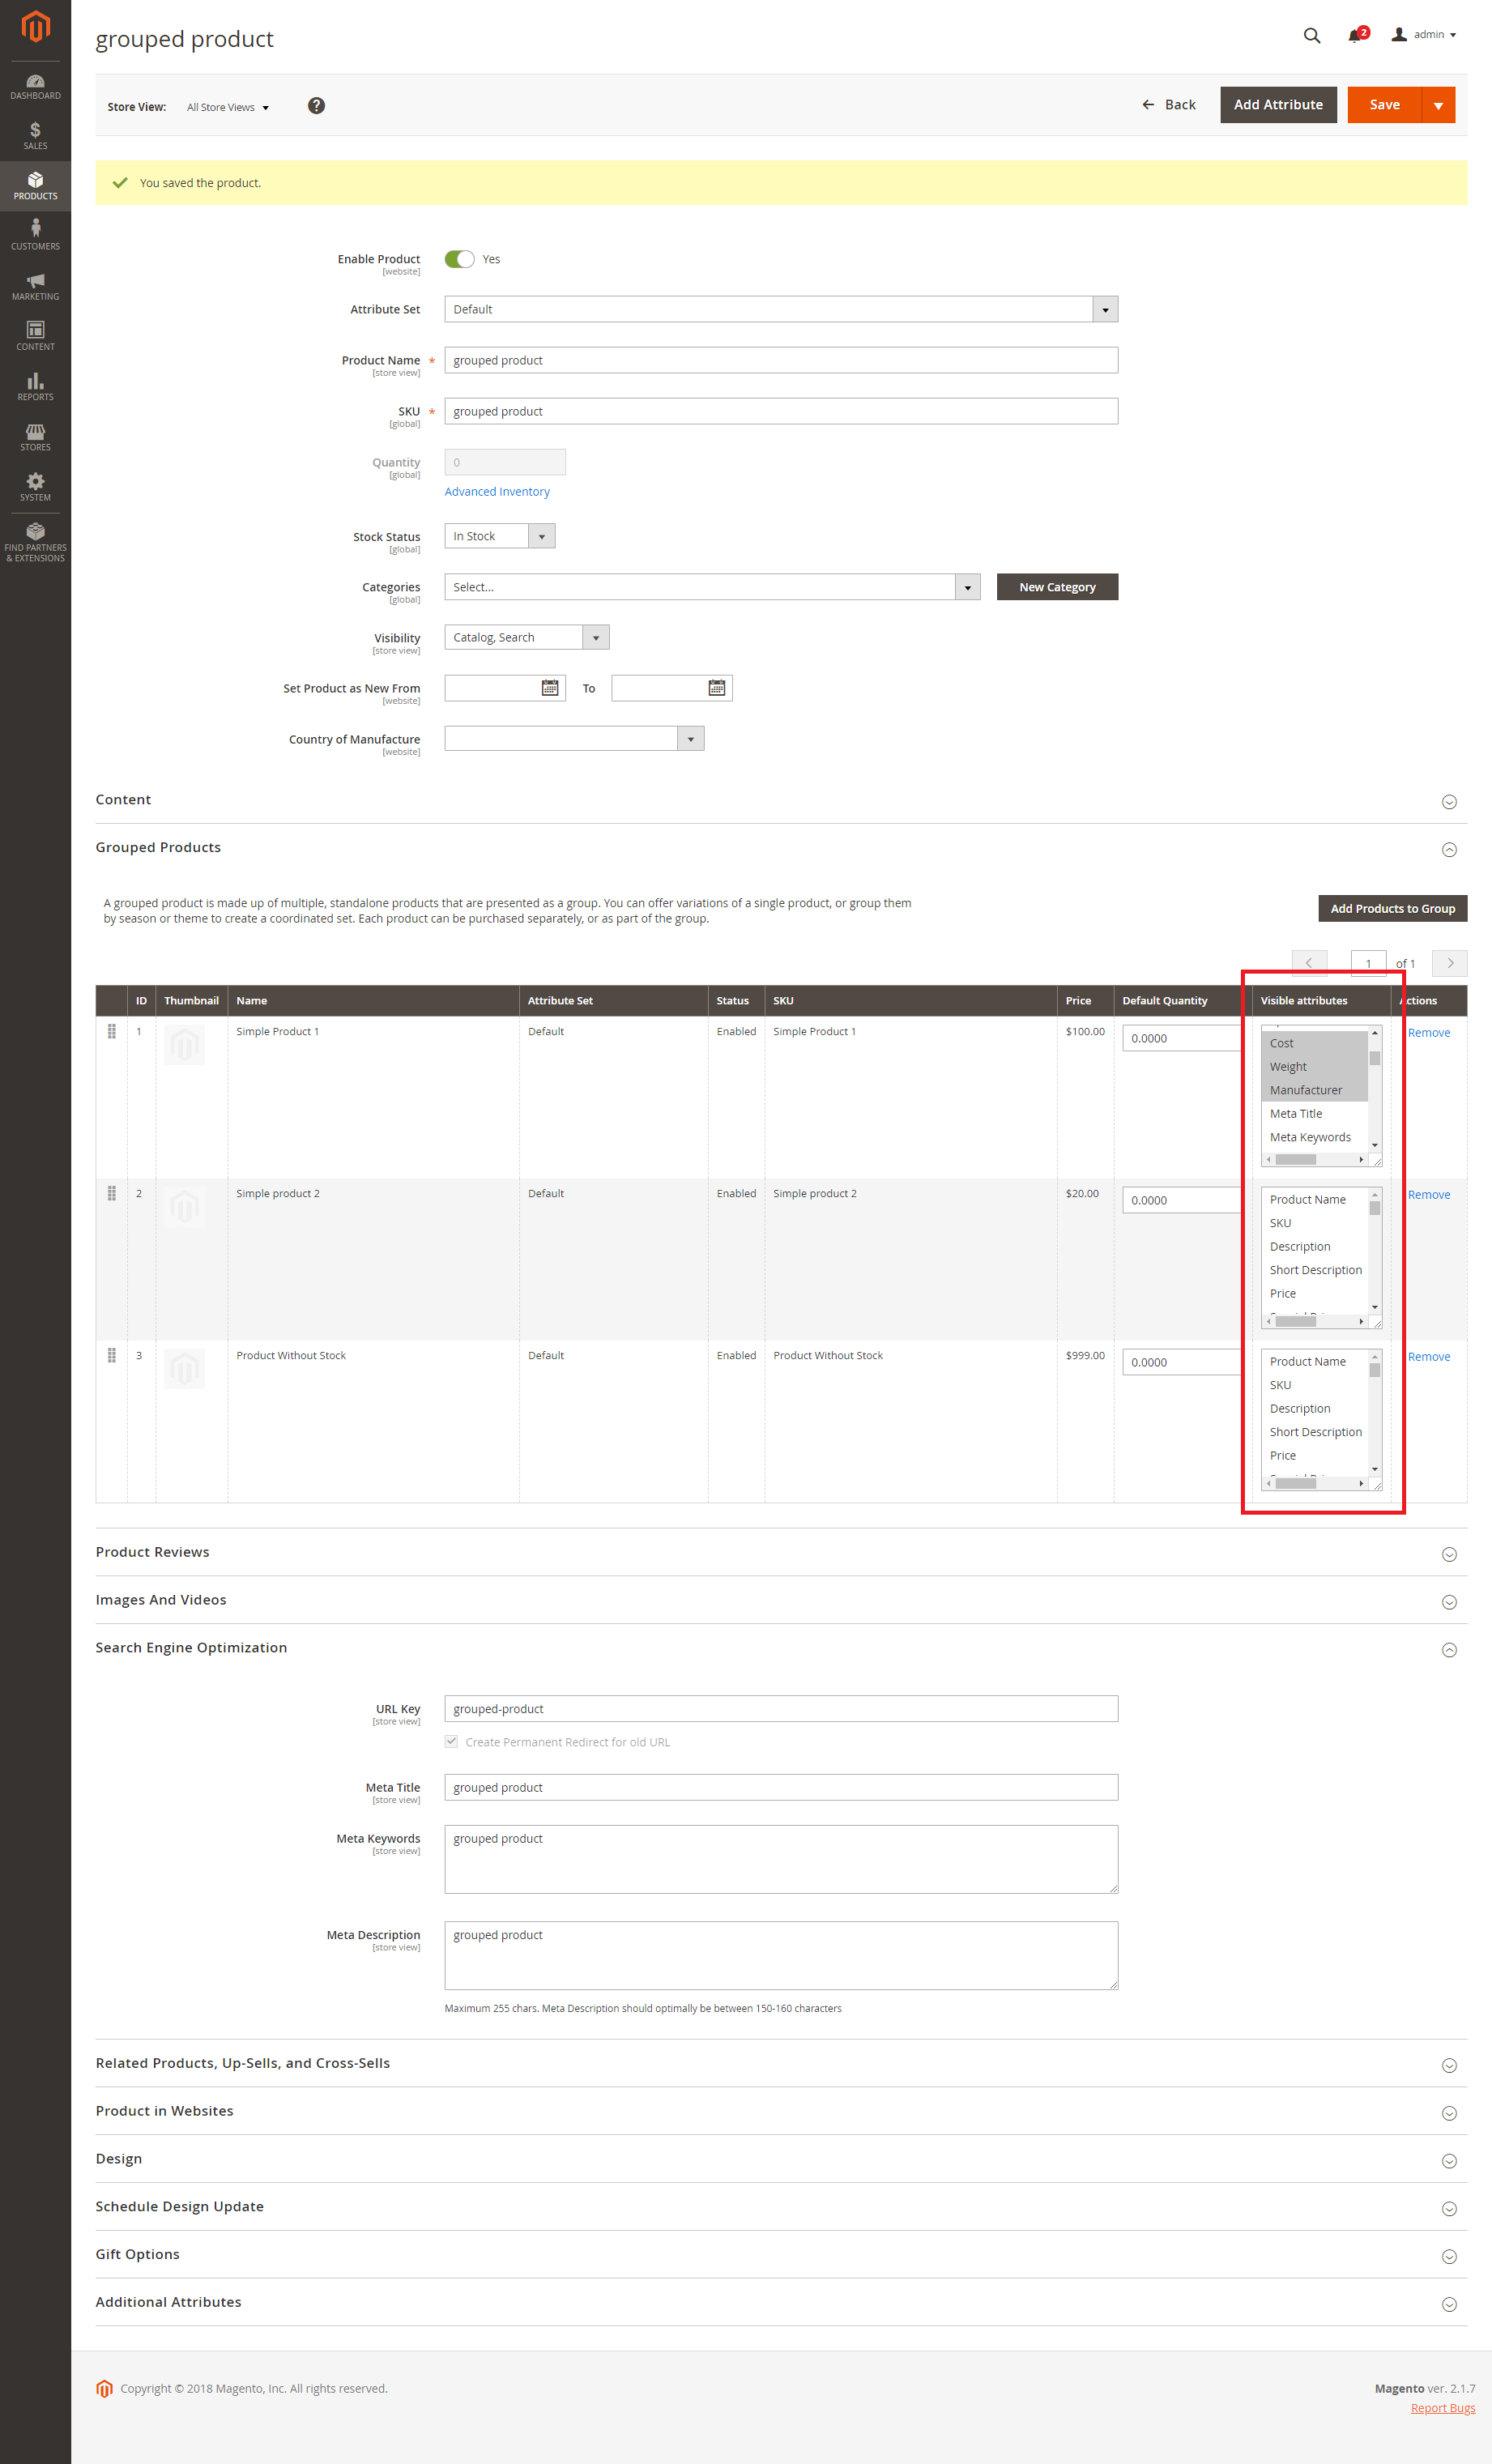 grouped product
2
admin
DASHBOARD
SALES
PRODUCTS
CUSTOMERS
MARKETING
CONTENT
REPORTS
STORES
SYSTEM
FIND PARTNERS
& EXTENSIONS
Store View: All Store Views ?
Back Add Attribute Save
You saved the product.
Enable Product Yes
[website]
Attribute Set Default
Product Name * grouped product
[store view]
SKU * grouped product
[global]
Quantity 0
[global]
Advanced Inventory
Stock Status In Stock
[global]
Categories Select... New Category
[global]
Visibility Catalog, Search
[store view]
Set Product as New From To
[website]
Country of Manufacture
[website]
Content
Grouped Products
A grouped product is made up of multiple, standalone products that are presented as a group. You can offer variations of a single product, or group them
by season or theme to create a coordinated set. Each product can be purchased separately, or as part of the group.
Add Products to Group
1 of 1
ID Thumbnail Name Attribute Set Status SKU Price Default Quantity Visible attributes Actions
1 Simple Product 1 Default Enabled Simple Product 1 $100.00 0.0000 Remove
Cost
Weight
Manufacturer
Meta Title
Meta Keywords
2 Simple product 2 Default Enabled Simple product 2 $20.00 0.0000 Remove
Product Name
SKU
Description
Short Description
Price
3 Product Without Stock Default Enabled Product Without Stock $999.00 0.0000 Remove
Product Name
SKU
Description
Short Description
Price
Product Reviews
Images And Videos
Search Engine Optimization
URL Key grouped-product
[store view]
Create Permanent Redirect for old URL
Meta Title grouped product
[store view]
Meta Keywords grouped product
[store view]
Meta Description grouped product
[store view]
Maximum 255 chars. Meta Description should optimally be between 150-160 characters
Related Products, Up-Sells, and Cross-Sells
Product in Websites
Design
Schedule Design Update
Gift Options
Additional Attributes
Copyright © 2018 Magento, Inc. All rights reserved.
Magento ver. 2.1.7
Report Bugs